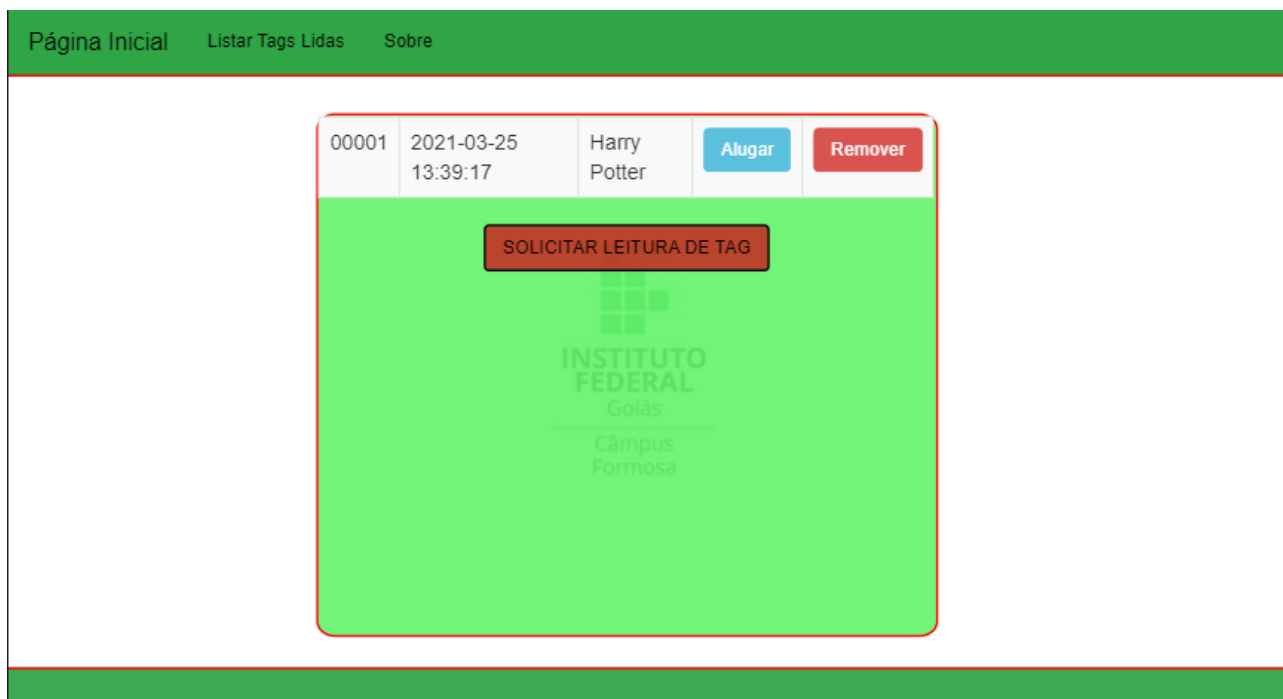 Página Inicial Listar Tags Lidas Sobre
00001 2021-03-25 13:39:17 Harry Potter Alugar Remover
SOLICITAR LEITURA DE TAG
INSTITUTO
FEDERAL
Goiás
Câmpus
Formosa